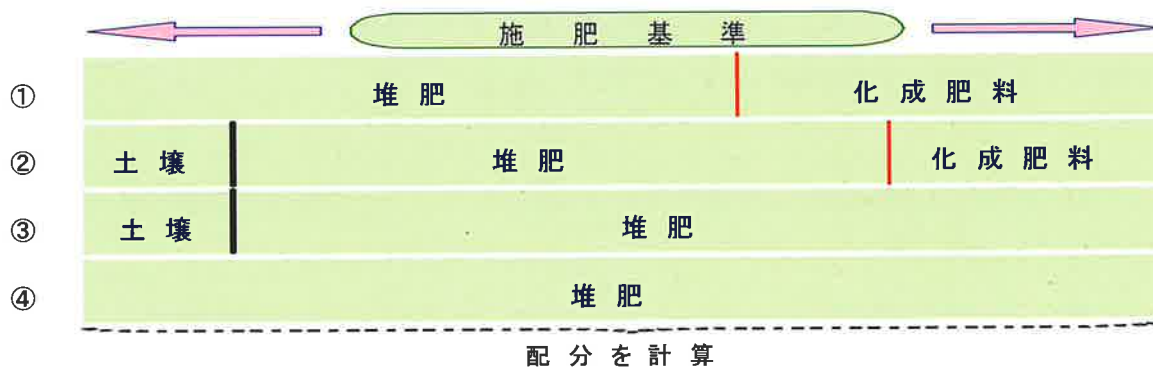 施肥基準
① 堆肥 化成肥料
② 土壌 堆肥 化成肥料
③ 土壌 堆肥
④ 堆肥
配分を計算